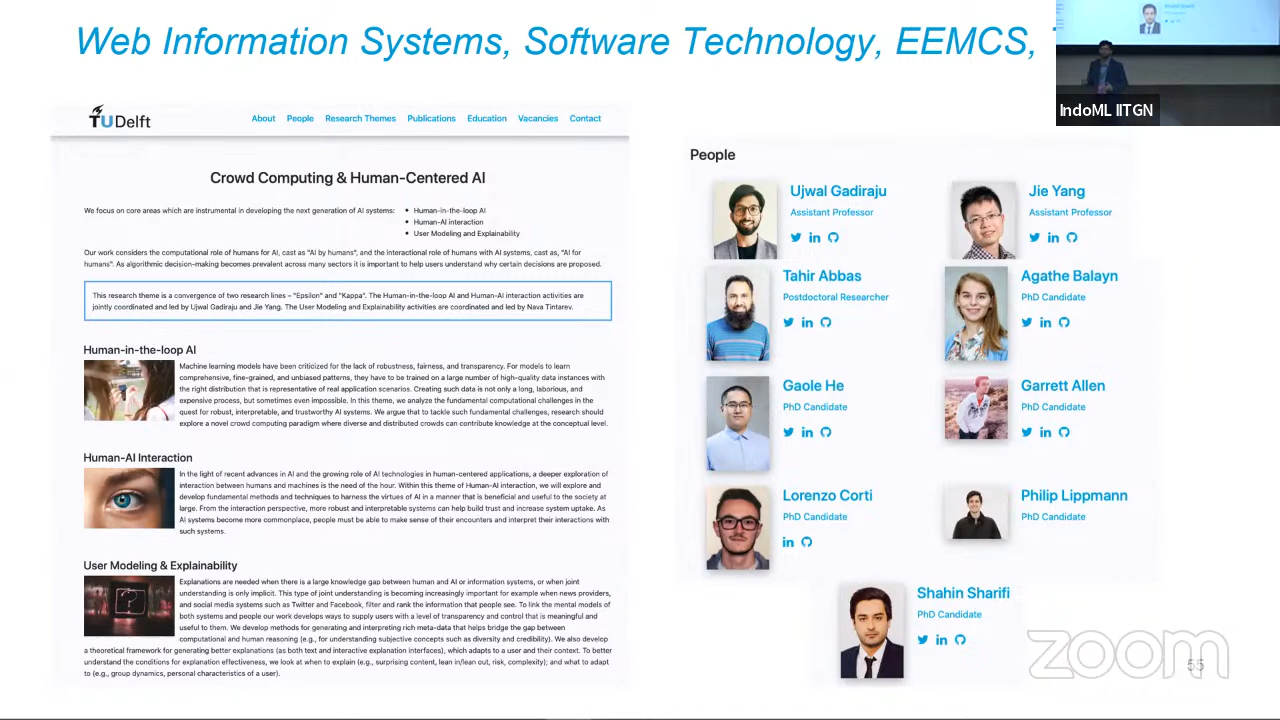 Web Information Systems, Software Technology, EEMCS,
IndoML IITGN
TUDelft
About People Research Themes Publications Education Vacancies Contact
Crowd Computing & Human-Centered AI
We focus on core areas which are instrumental in developing the next generation of AI systems:
• Human-in-the-loop AI
• Human-AI interaction
• User Modeling and Explainability
Our work considers the computational role of humans for AI, cast as "AI by humans", and the interactional role of humans with AI systems, cast as, "AI for
humans". As algorithmic decision-making becomes prevalent across many sectors it is important to help users understand why certain decisions are proposed.
This research theme is a convergence of two research lines – "Epsilon" and "Kappa". The Human-in-the-loop AI and Human-AI interaction activities are
jointly coordinated and led by Ujwal Gadiraju and Jie Yang. The User Modeling and Explainability activities are coordinated and led by Nava Tintarev.
Human-in-the-loop AI
Machine learning models have been criticized for the lack of robustness, fairness, and transparency. For models to learn
comprehensive, fine-grained, and unbiased patterns, they have to be trained on a large number of high-quality data instances with
the right distribution that is representative of real application scenarios. Creating such data is not only a long, laborious, and
expensive process, but sometimes even impossible. In this theme, we analyze the fundamental computational challenges in the
quest for robust, interpretable, and trustworthy AI systems. We argue that to tackle such fundamental challenges, research should
explore a novel crowd computing paradigm where diverse and distributed crowds can contribute knowledge at the conceptual level.
Human-AI Interaction
In the light of recent advances in AI and the growing role of AI technologies in human-centered applications, a deeper exploration of
interaction between humans and machines is the need of the hour. Within this theme of Human-AI interaction, we will explore and
develop fundamental methods and techniques to harness the virtues of AI in a manner that is beneficial and useful to the society at
large. From the interaction perspective, more robust and interpretable systems can help build trust and increase system uptake. As
AI systems become more commonplace, people must be able to make sense of their encounters and interpret their interactions with
such systems.
User Modeling & Explainability
Explanations are needed when there is a large knowledge gap between human and AI or information systems, or when joint
understanding is only implicit. This type of joint understanding is becoming increasingly important for example when news providers,
and social media systems such as Twitter and Facebook, filter and rank the information that people see. To link the mental models of
both systems and people our work develops ways to supply users with a level of transparency and control that is meaningful and
useful to them. We develop methods for generating and interpreting rich meta-data that helps bridge the gap between
computational and human reasoning (e.g., for understanding subjective concepts such as diversity and credibility). We also develop
a theoretical framework for generating better explanations (as both text and interactive explanation interfaces), which adapts to a user and their context. To better
understand the conditions for explanation effectiveness, we look at when to explain (e.g., surprising content, lean in/lean out, risk, complexity); and what to adapt
to (e.g., group dynamics, personal characteristics of a user).
People
Ujwal Gadiraju
Assistant Professor
Jie Yang
Assistant Professor
Tahir Abbas
Postdoctoral Researcher
Agathe Balayn
PhD Candidate
Gaole He
PhD Candidate
Garrett Allen
PhD Candidate
Lorenzo Corti
PhD Candidate
Philip Lippmann
PhD Candidate
Shahin Sharifi
PhD Candidate
zoom
55